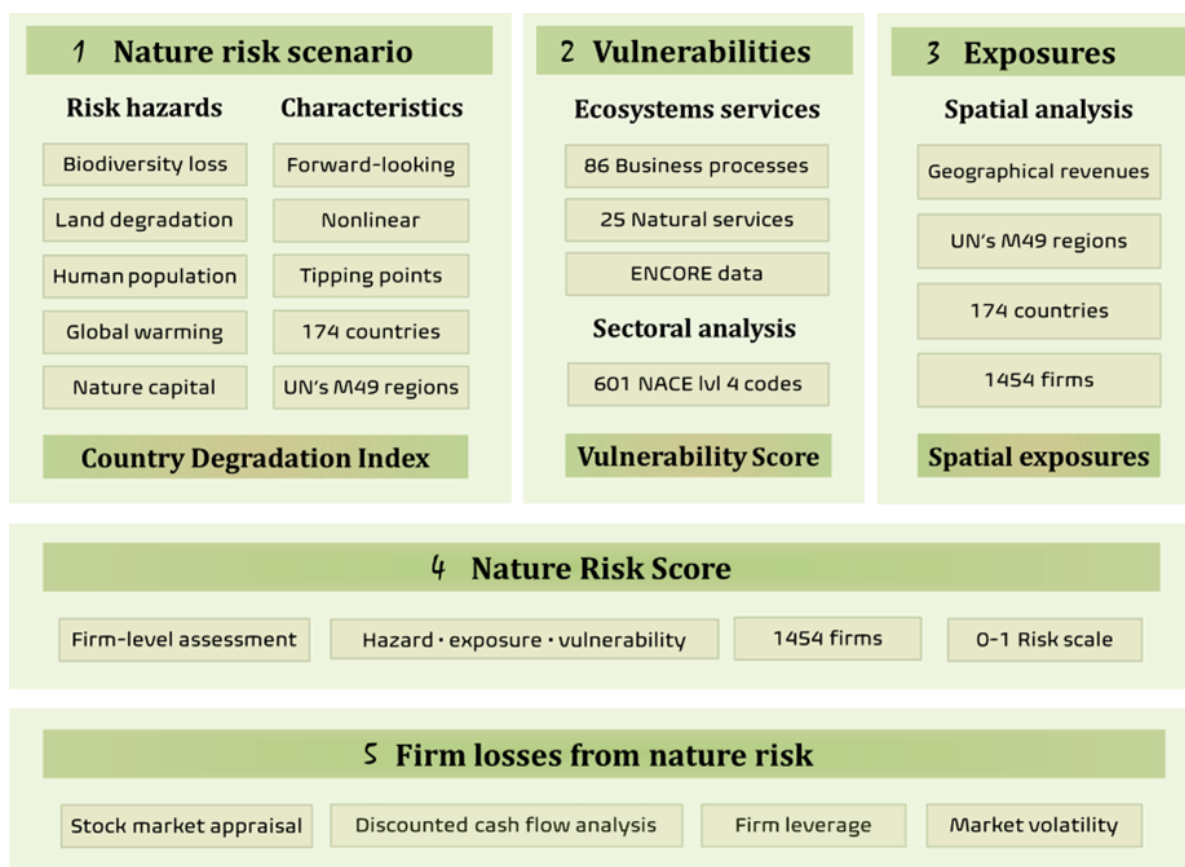 1 Nature risk scenario
Risk hazards
Characteristics
Biodiversity loss
Forward-looking
Land degradation
Nonlinear
Human population
Tipping points
Global warming
174 countries
Nature capital
UN's M49 regions
Country Degradation Index
2 Vulnerabilities
Ecosystems services
86 Business processes
25 Natural services
ENCORE data
Sectoral analysis
601 NACE lvl 4 codes
Vulnerability Score
3 Exposures
Spatial analysis
Geographical revenues
UN's M49 regions
174 countries
1454 firms
Spatial exposures
4 Nature Risk Score
Firm-level assessment
Hazard · exposure · vulnerability
1454 firms
0-1 Risk scale
5 Firm losses from nature risk
Stock market appraisal
Discounted cash flow analysis
Firm leverage
Market volatility